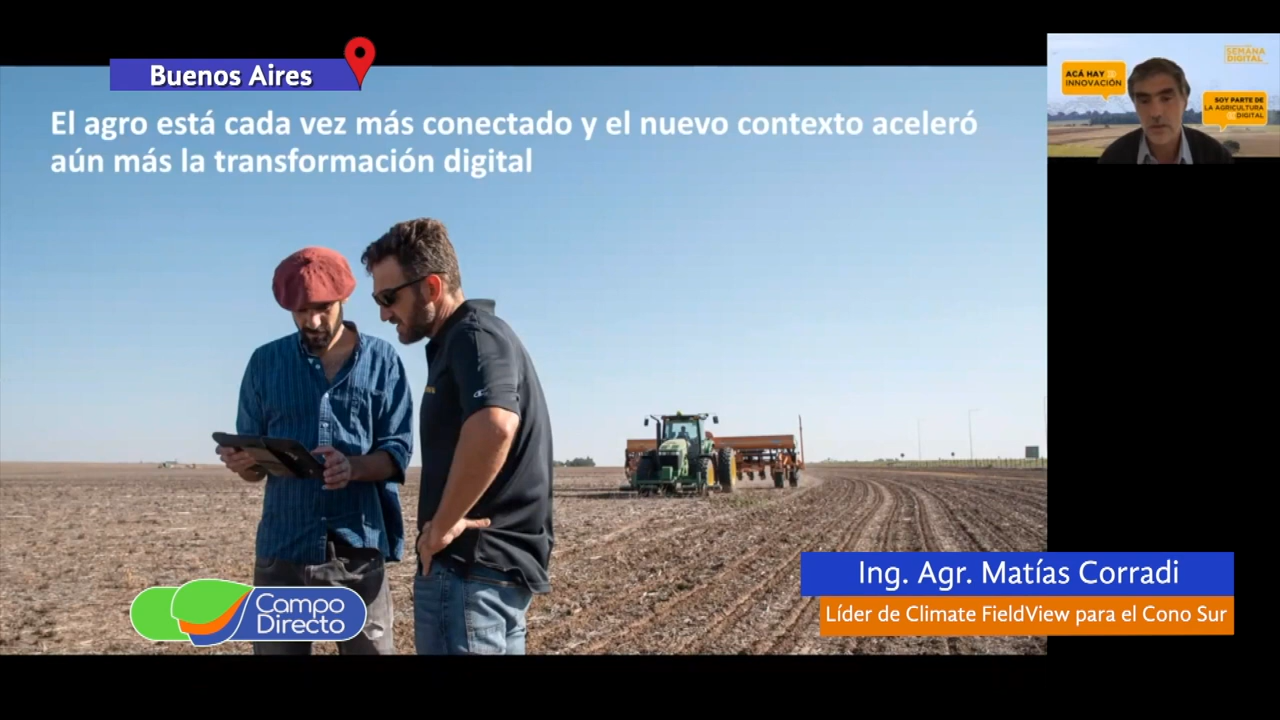 Buenos Aires
El agro está cada vez más conectado y el nuevo contexto aceleró
aún más la transformación digital
SEMANA
DIGITAL
ACÁ HAY
INNOVACIÓN
SOY PARTE DE
LA AGRICULTURA
DIGITAL
Campo
Directo
Ing. Agr. Matías Corradi
Líder de Climate FieldView para el Cono Sur